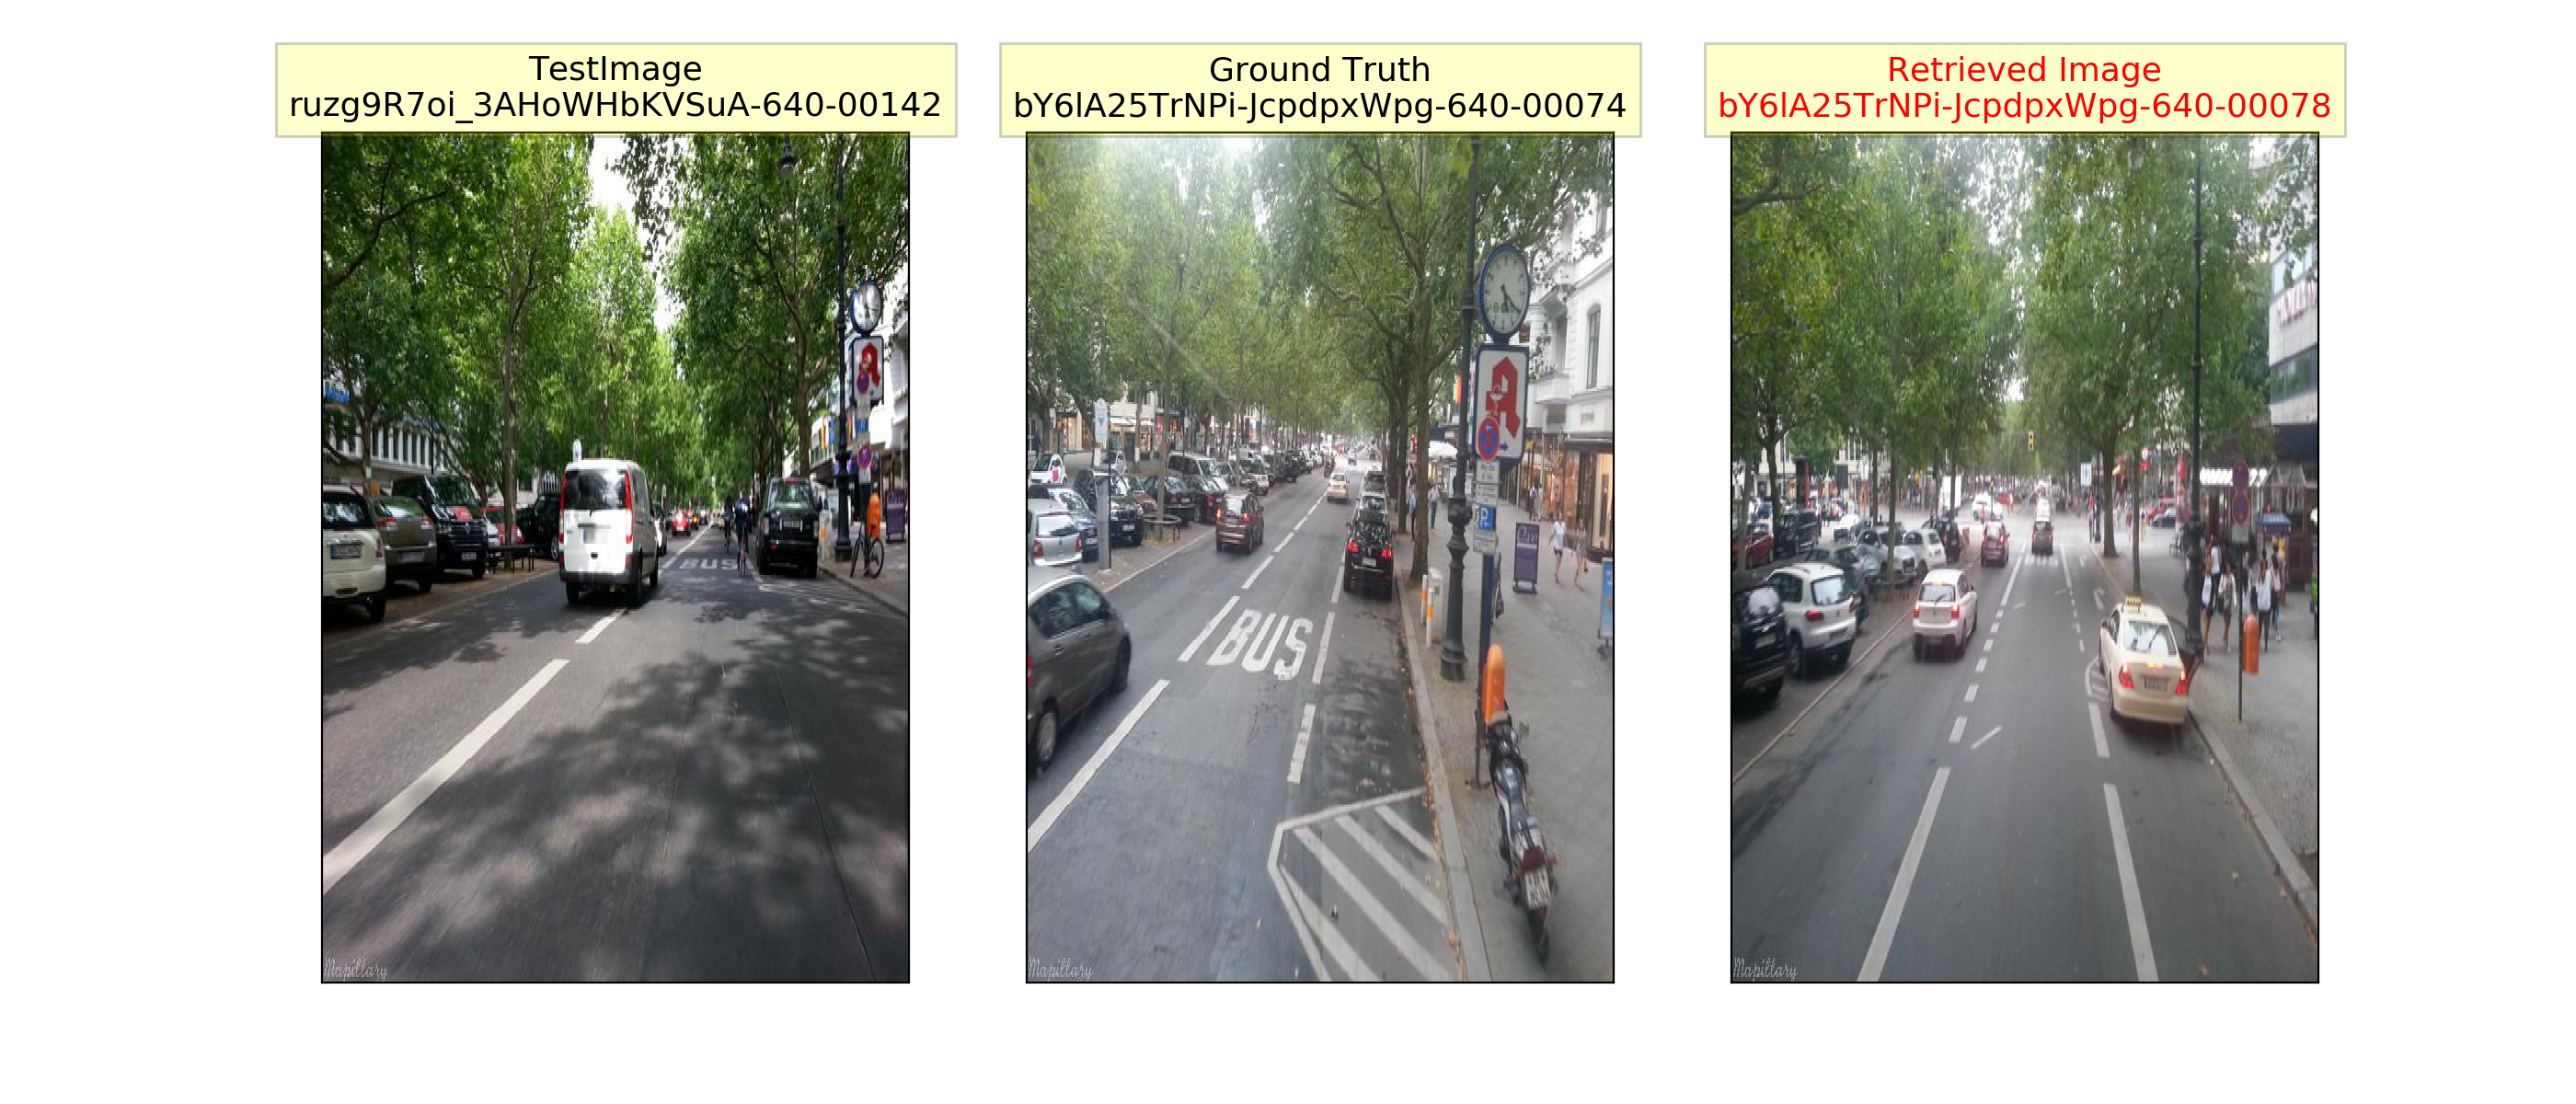 TestImage
ruzg9R7oi_3AHoWHbKVSuA-640-00142
Ground Truth
bY6lA25TrNPi-JcpdpxWpg-640-00074
Retrieved Image
bY6lA25TrNPi-JcpdpxWpg-640-00078
A
BUS
Mapillary
A
P
BUS
Mapillary
Mapillary